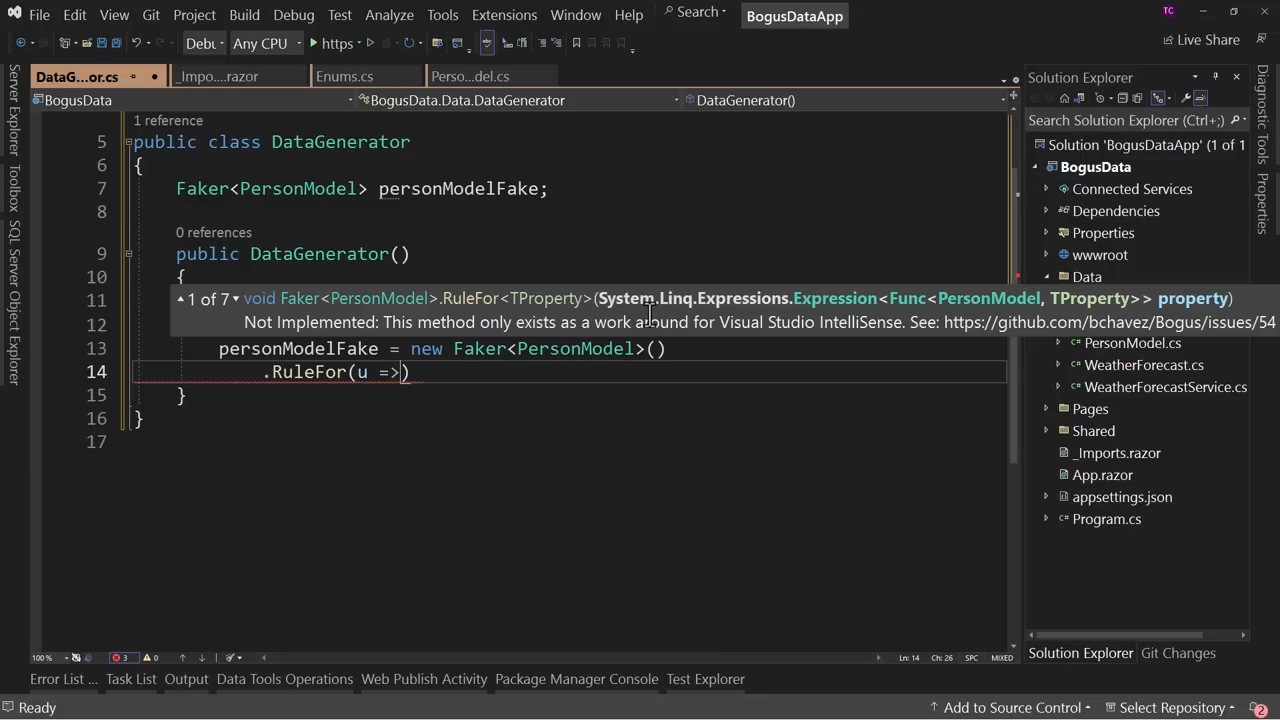 File Edit View Git Project Build Debug Test Analyze Tools Extensions Window Help Search BogusDataApp TC
Debu Any CPU https Live Share
DataG...or.cs _Impo....razor Enums.cs Perso...del.cs
BogusData BogusData.Data.DataGenerator DataGenerator()
1 reference
5 public class DataGenerator
6 {
7 Faker<PersonModel> personModelFake;
8
0 references
9 public DataGenerator()
10 {
11 1 of 7 void Faker<PersonModel>.RuleFor<TProperty>(System.Linq.Expressions.Expression<Func<PersonModel, TProperty>> property)
12 Not Implemented: This method only exists as a work around for Visual Studio IntelliSense. See: https://github.com/bchavez/Bogus/issues/54
13 personModelFake = new Faker<PersonModel>()
14 .RuleFor(u =>)
15 }
16 }
17
100 % 3 0 Ln: 14 Ch: 26 SPC MIXED
Error List ... Task List Output Data Tools Operations Web Publish Activity Package Manager Console Test Explorer
Ready Add to Source Control Select Repository 2
Server Explorer
Toolbox
SQL Server Object Explorer
Solution Explorer
Search Solution Explorer (Ctrl+;)
Solution 'BogusDataApp' (1 of 1
BogusData
Connected Services
Dependencies
Properties
wwwroot
Data
PersonModel.cs
WeatherForecast.cs
WeatherForecastService.cs
Pages
Shared
_Imports.razor
App.razor
appsettings.json
Program.cs
Solution Explorer Git Changes
Diagnostic Tools
Properties